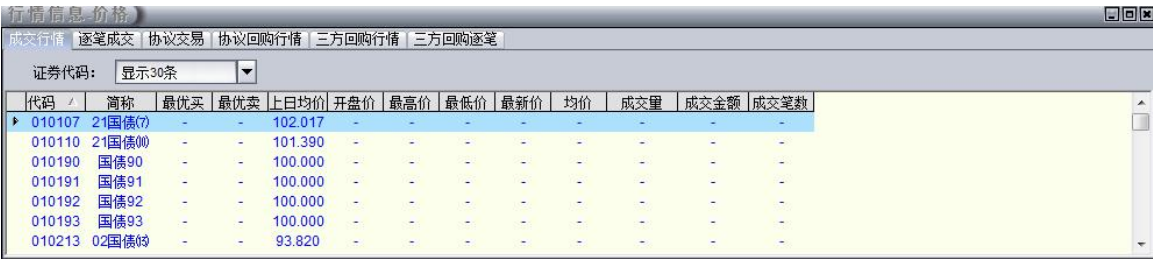 行情信息-价格
成交行情 逐笔成交 协议交易 协议回购行情 三方回购行情 三方回购逐笔
证券代码： 显示30条
代码 简称 最优买 最优卖 上日均价 开盘价 最高价 最低价 最新价 均价 成交量 成交金额 成交笔数
010107 21国债⑺ - - 102.017 - - - - - - - -
010110 21国债⑽ - - 101.390 - - - - - - - -
010190 国债90 - - 100.000 - - - - - - - -
010191 国债91 - - 100.000 - - - - - - - -
010192 国债92 - - 100.000 - - - - - - - -
010193 国债93 - - 100.000 - - - - - - - -
010213 02国债 - - 93.820 - - - - - - - -